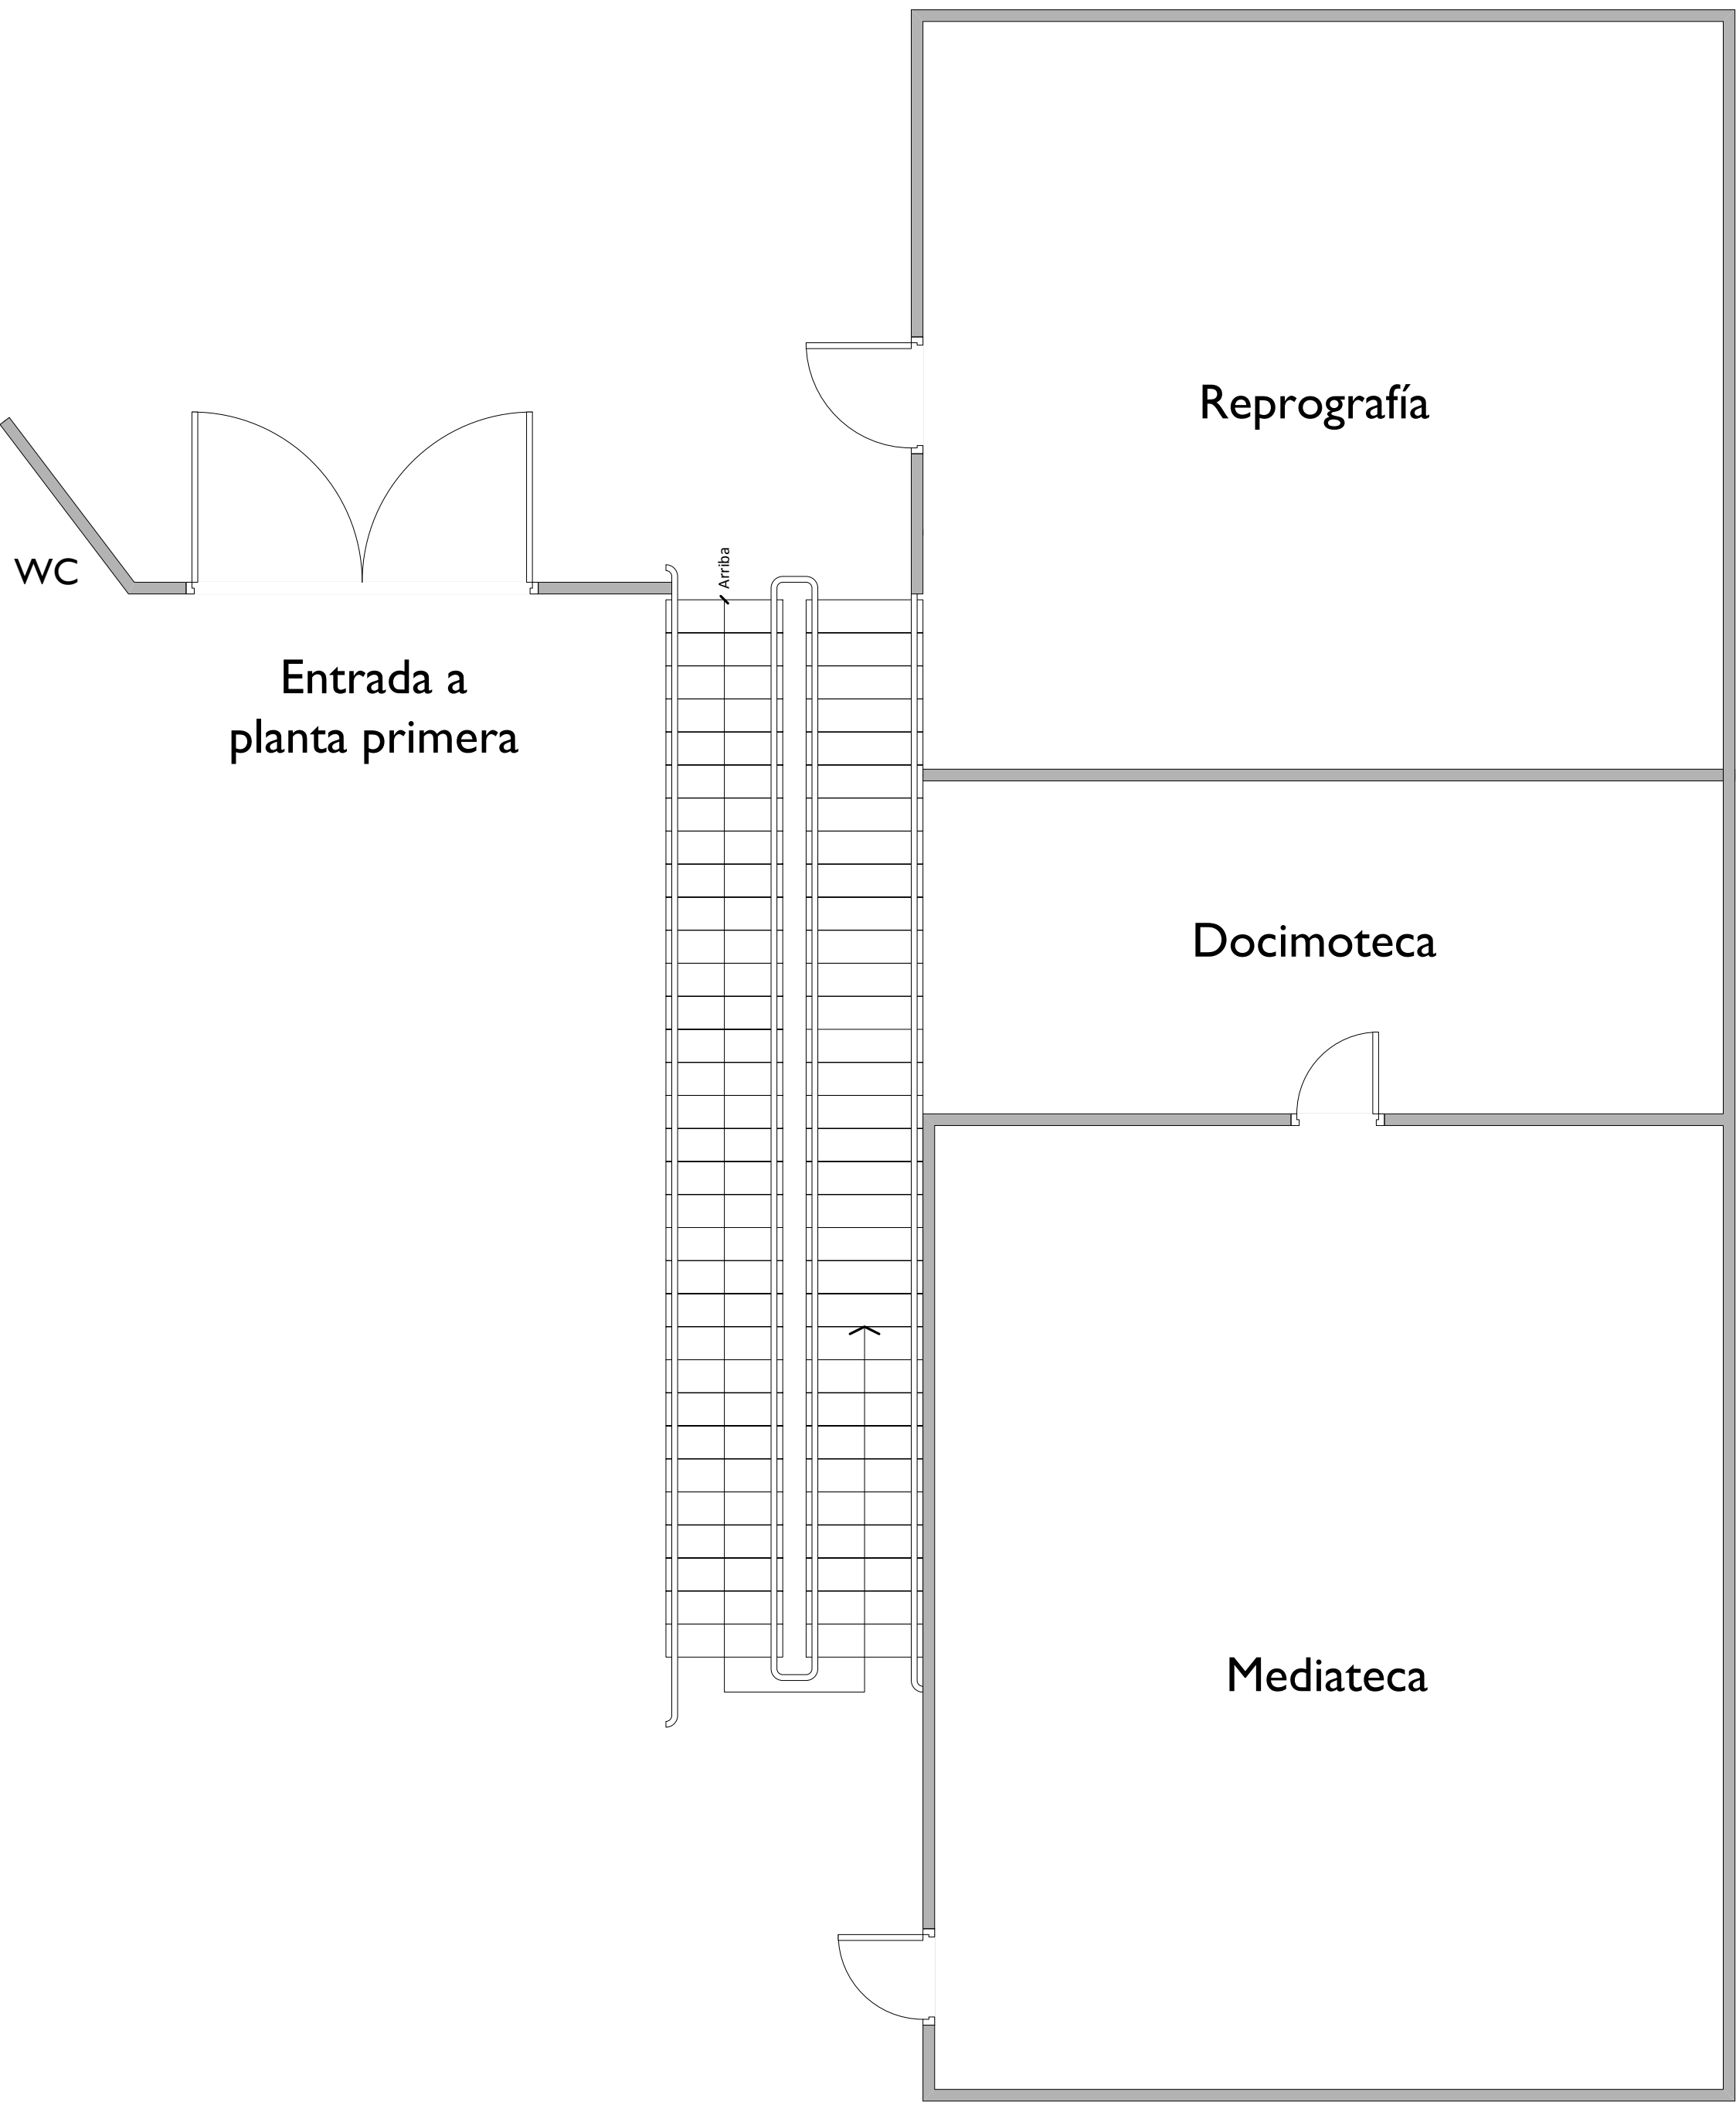 Reprografía
WC
Arriba
Entrada a
planta primera
Docimoteca
Mediateca